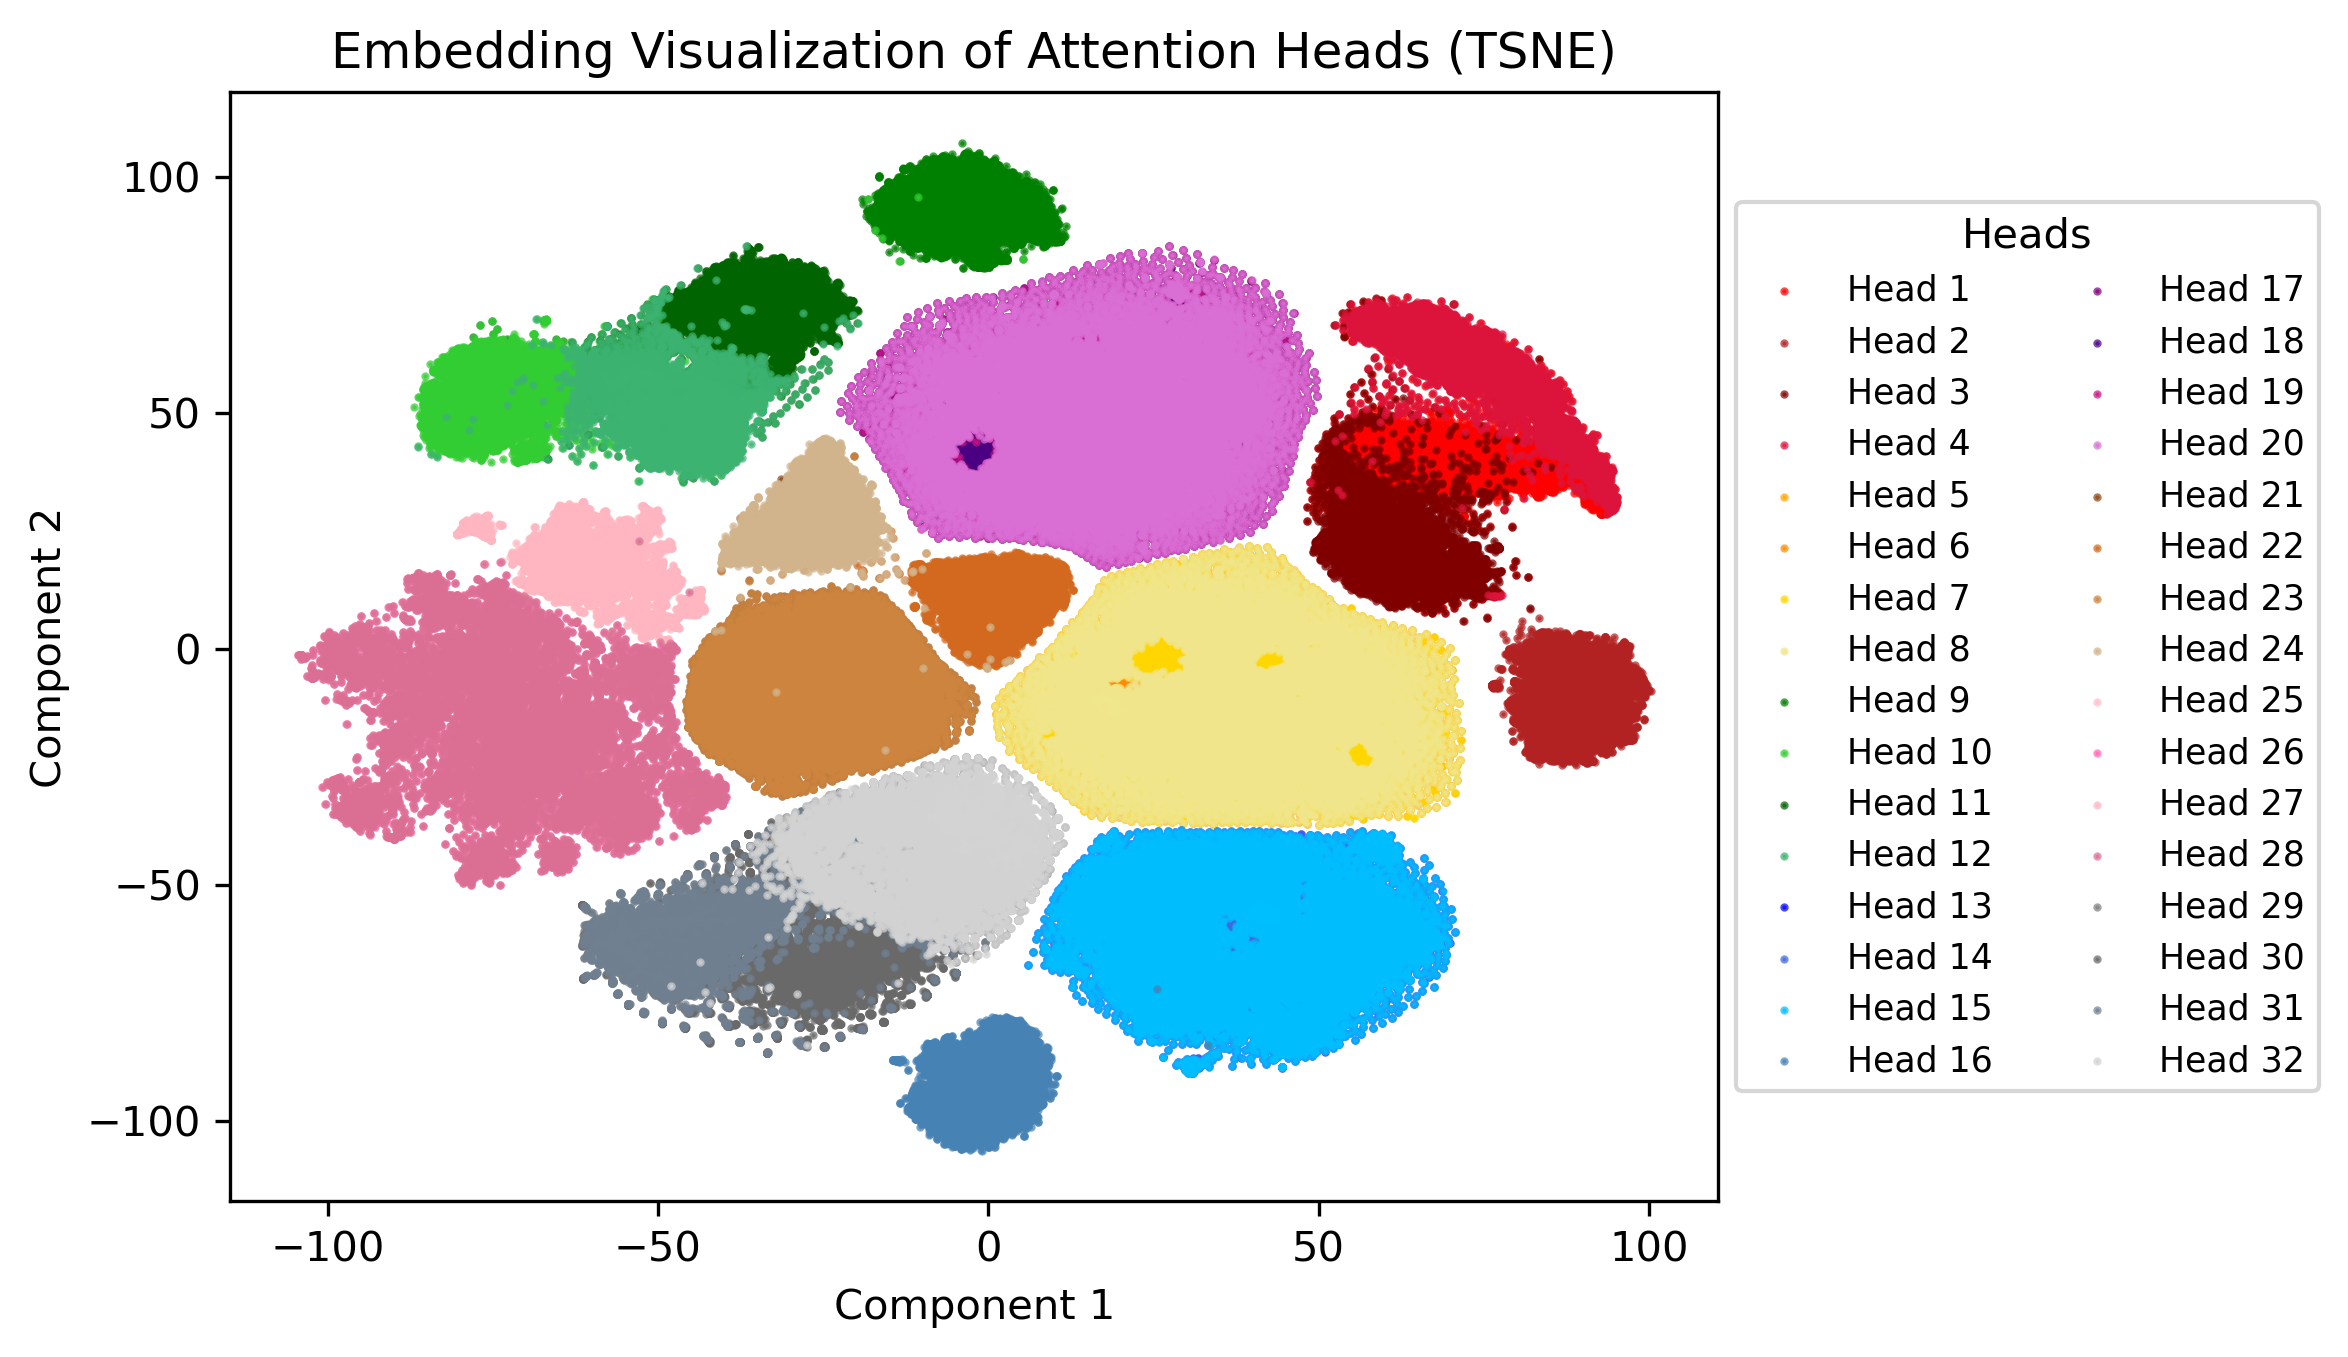 Embedding Visualization of Attention Heads (TSNE)
Component 2
100
50
0
−50
−100
−100
−50
0
50
100
Component 1
Heads
Head 1
Head 2
Head 3
Head 4
Head 5
Head 6
Head 7
Head 8
Head 9
Head 10
Head 11
Head 12
Head 13
Head 14
Head 15
Head 16
Head 17
Head 18
Head 19
Head 20
Head 21
Head 22
Head 23
Head 24
Head 25
Head 26
Head 27
Head 28
Head 29
Head 30
Head 31
Head 32